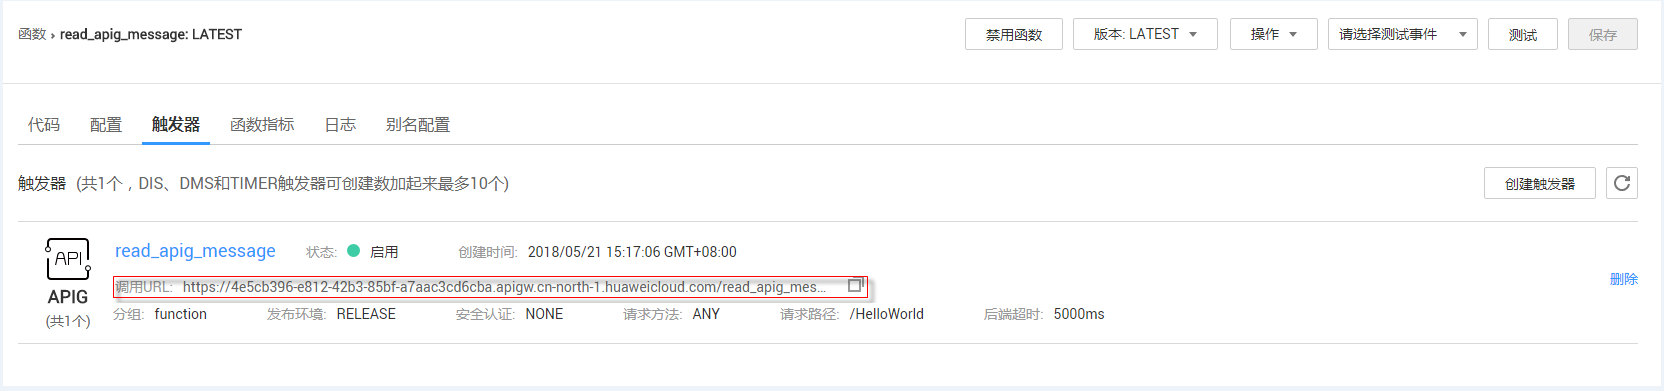 函数 › read_apig_message: LATEST
禁用函数 版本: LATEST 操作 请选择测试事件 测试 保存
代码 配置 触发器 函数指标 日志 别名配置
触发器 (共1个，DIS、DMS和TIMER触发器可创建数加起来最多10个)
创建触发器
API
APIG
(共1个)
read_apig_message 状态: 启用 创建时间: 2018/05/21 15:17:06 GMT+08:00
调用URL: https://4e5cb396-e812-42b3-85bf-a7aac3cd6cba.apigw.cn-north-1.huaweicloud.com/read_apig_mes...
删除
分组: function 发布环境: RELEASE 安全认证: NONE 请求方法: ANY 请求路径: /HelloWorld 后端超时: 5000ms